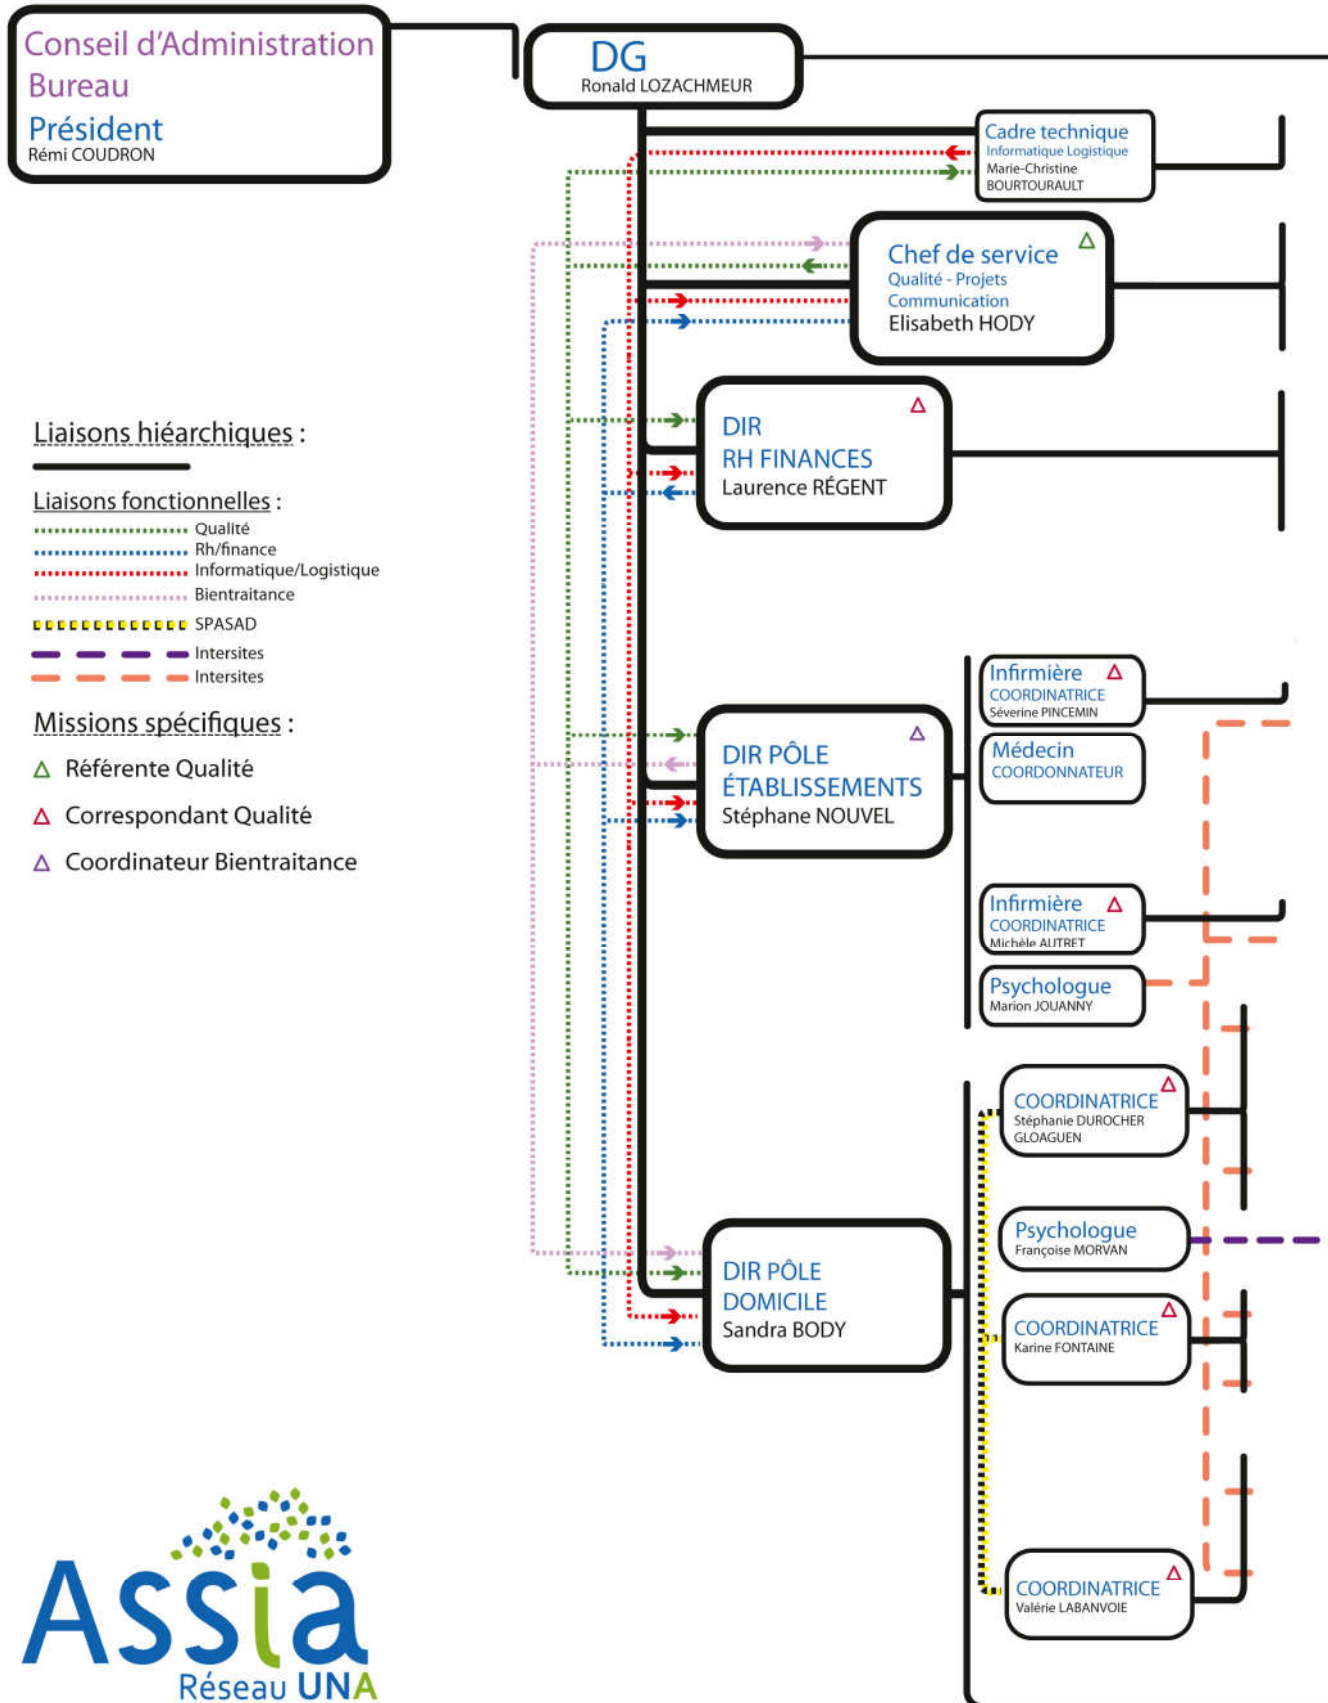 Conseil d'Administration
Bureau
Président
Rémi COUDRON
DG
Ronald LOZACHMEUR
Cadre technique
Informatique Logistique
Marie-Christine
BOURTOURAULT
Chef de service
Qualité - Projets
Communication
Elisabeth HODY
DIR
RH FINANCES
Laurence RÉGENT
Liaisons hiéarchiques :
Liaisons fonctionnelles :
Qualité
Rh/finance
Informatique/Logistique
Bientraitance
SPASAD
Intersites
Intersites
Missions spécifiques :
Référente Qualité
Correspondant Qualité
Coordinateur Bientraitance
DIR PÔLE
ÉTABLISSEMENTS
Stéphane NOUVEL
Infirmière
COORDINATRICE
Séverine PINCEMIN
Médecin
COORDONNATEUR
Infirmière
COORDINATRICE
Michèle AUTRET
Psychologue
Marion JOUANNY
DIR PÔLE
DOMICILE
Sandra BODY
COORDINATRICE
Stéphanie DUROCHER
GLOAGUEN
Psychologue
Françoise MORVAN
COORDINATRICE
Karine FONTAINE
COORDINATRICE
Valérie LABANVOIE
Assia
Réseau UNA